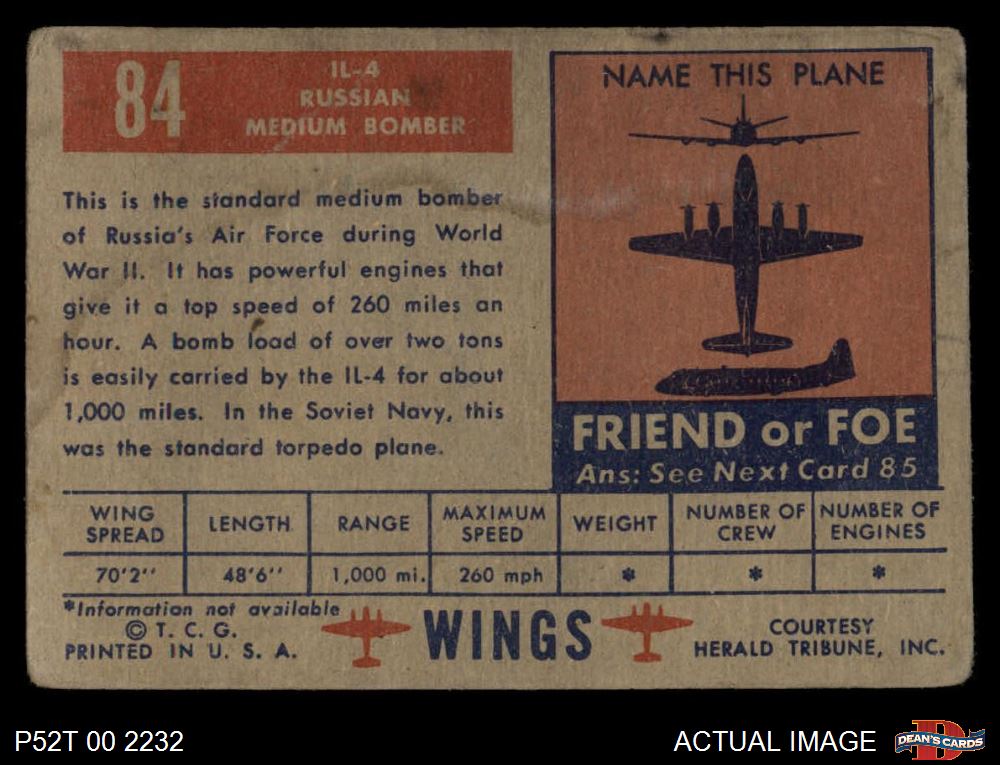 84
IL-4
RUSSIAN
MEDIUM BOMBER
This is the standard medium bomber
of Russia's Air Force during World
War II. It has powerful engines that
give it a top speed of 260 miles an
hour. A bomb load of over two tons
is easily carried by the IL-4 for about
1,000 miles. In the Soviet Navy, this
was the standard torpedo plane.
NAME THIS PLANE
FRIEND or FOE
Ans: See Next Card 85
WING SPREAD
LENGTH
RANGE
MAXIMUM SPEED
WEIGHT
NUMBER OF CREW
NUMBER OF ENGINES
70'2''
48'6''
1,000 mi.
260 mph
*
*
*
*Information not available
© T. C. G.
PRINTED IN U. S. A.
WINGS
COURTESY
HERALD TRIBUNE, INC.
P52T 00 2232
ACTUAL IMAGE
DEAN'S CARDS